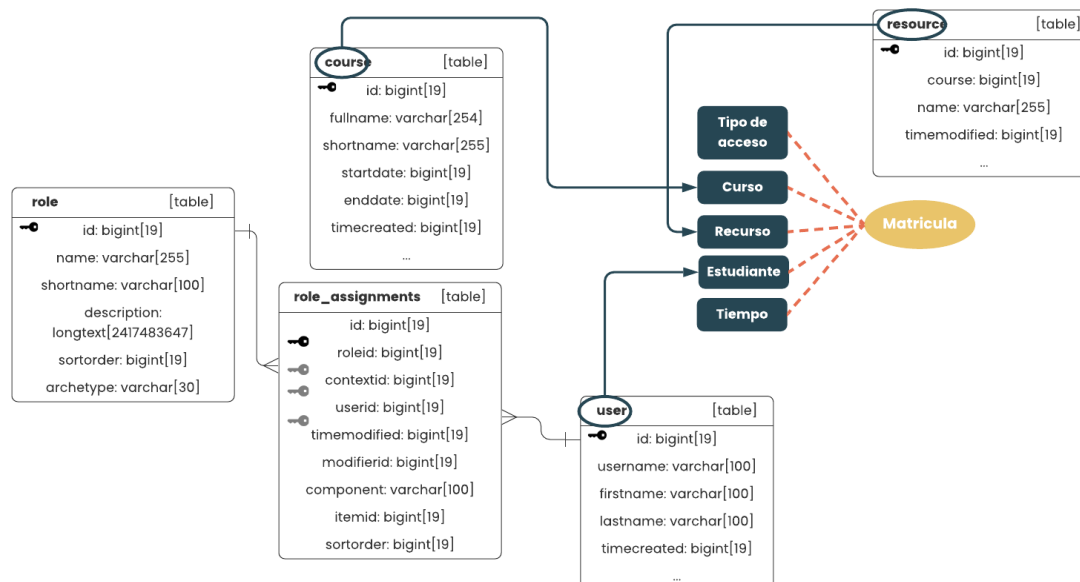 course [table]
id: bigint[19]
fullname: varchar[254]
shortname: varchar[255]
startdate: bigint[19]
enddate: bigint[19]
timecreated: bigint[19]
...
resource [table]
id: bigint[19]
course: bigint[19]
name: varchar[255]
timemodified: bigint[19]
...
Tipo de
acceso
Curso
Recurso
Estudiante
Tiempo
Matricula
role [table]
id: bigint[19]
name: varchar[255]
shortname: varchar[100]
description:
longtext[2417483647]
sortorder: bigint[19]
archetype: varchar[30]
role_assignments [table]
id: bigint[19]
roleid: bigint[19]
contextid: bigint[19]
userid: bigint[19]
timemodified: bigint[19]
modifierid: bigint[19]
component: varchar[100]
itemid: bigint[19]
sortorder: bigint[19]
user [table]
id: bigint[19]
username: varchar[100]
firstname: varchar[100]
lastname: varchar[100]
timecreated: bigint[19]
...